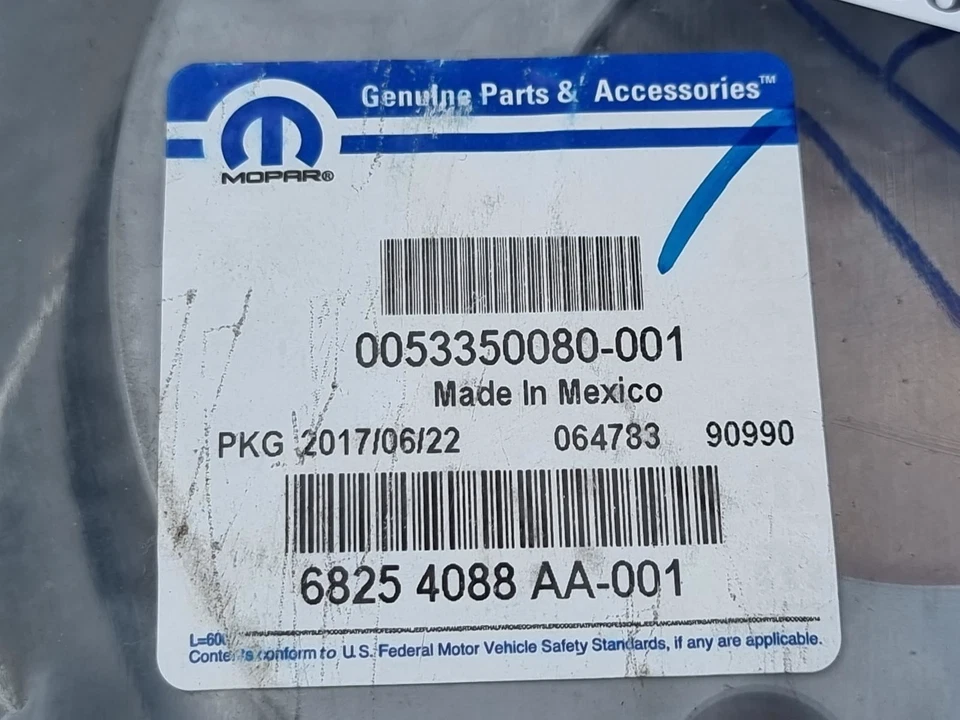 Genuine Parts & Accessories™
MOPAR®
0053350080-001
Made In Mexico
PKG 2017/06/22 064783 90990
6825 4088 AA-001
Contents conform to U.S. Federal Motor Vehicle Safety Standards, if any are applicable.